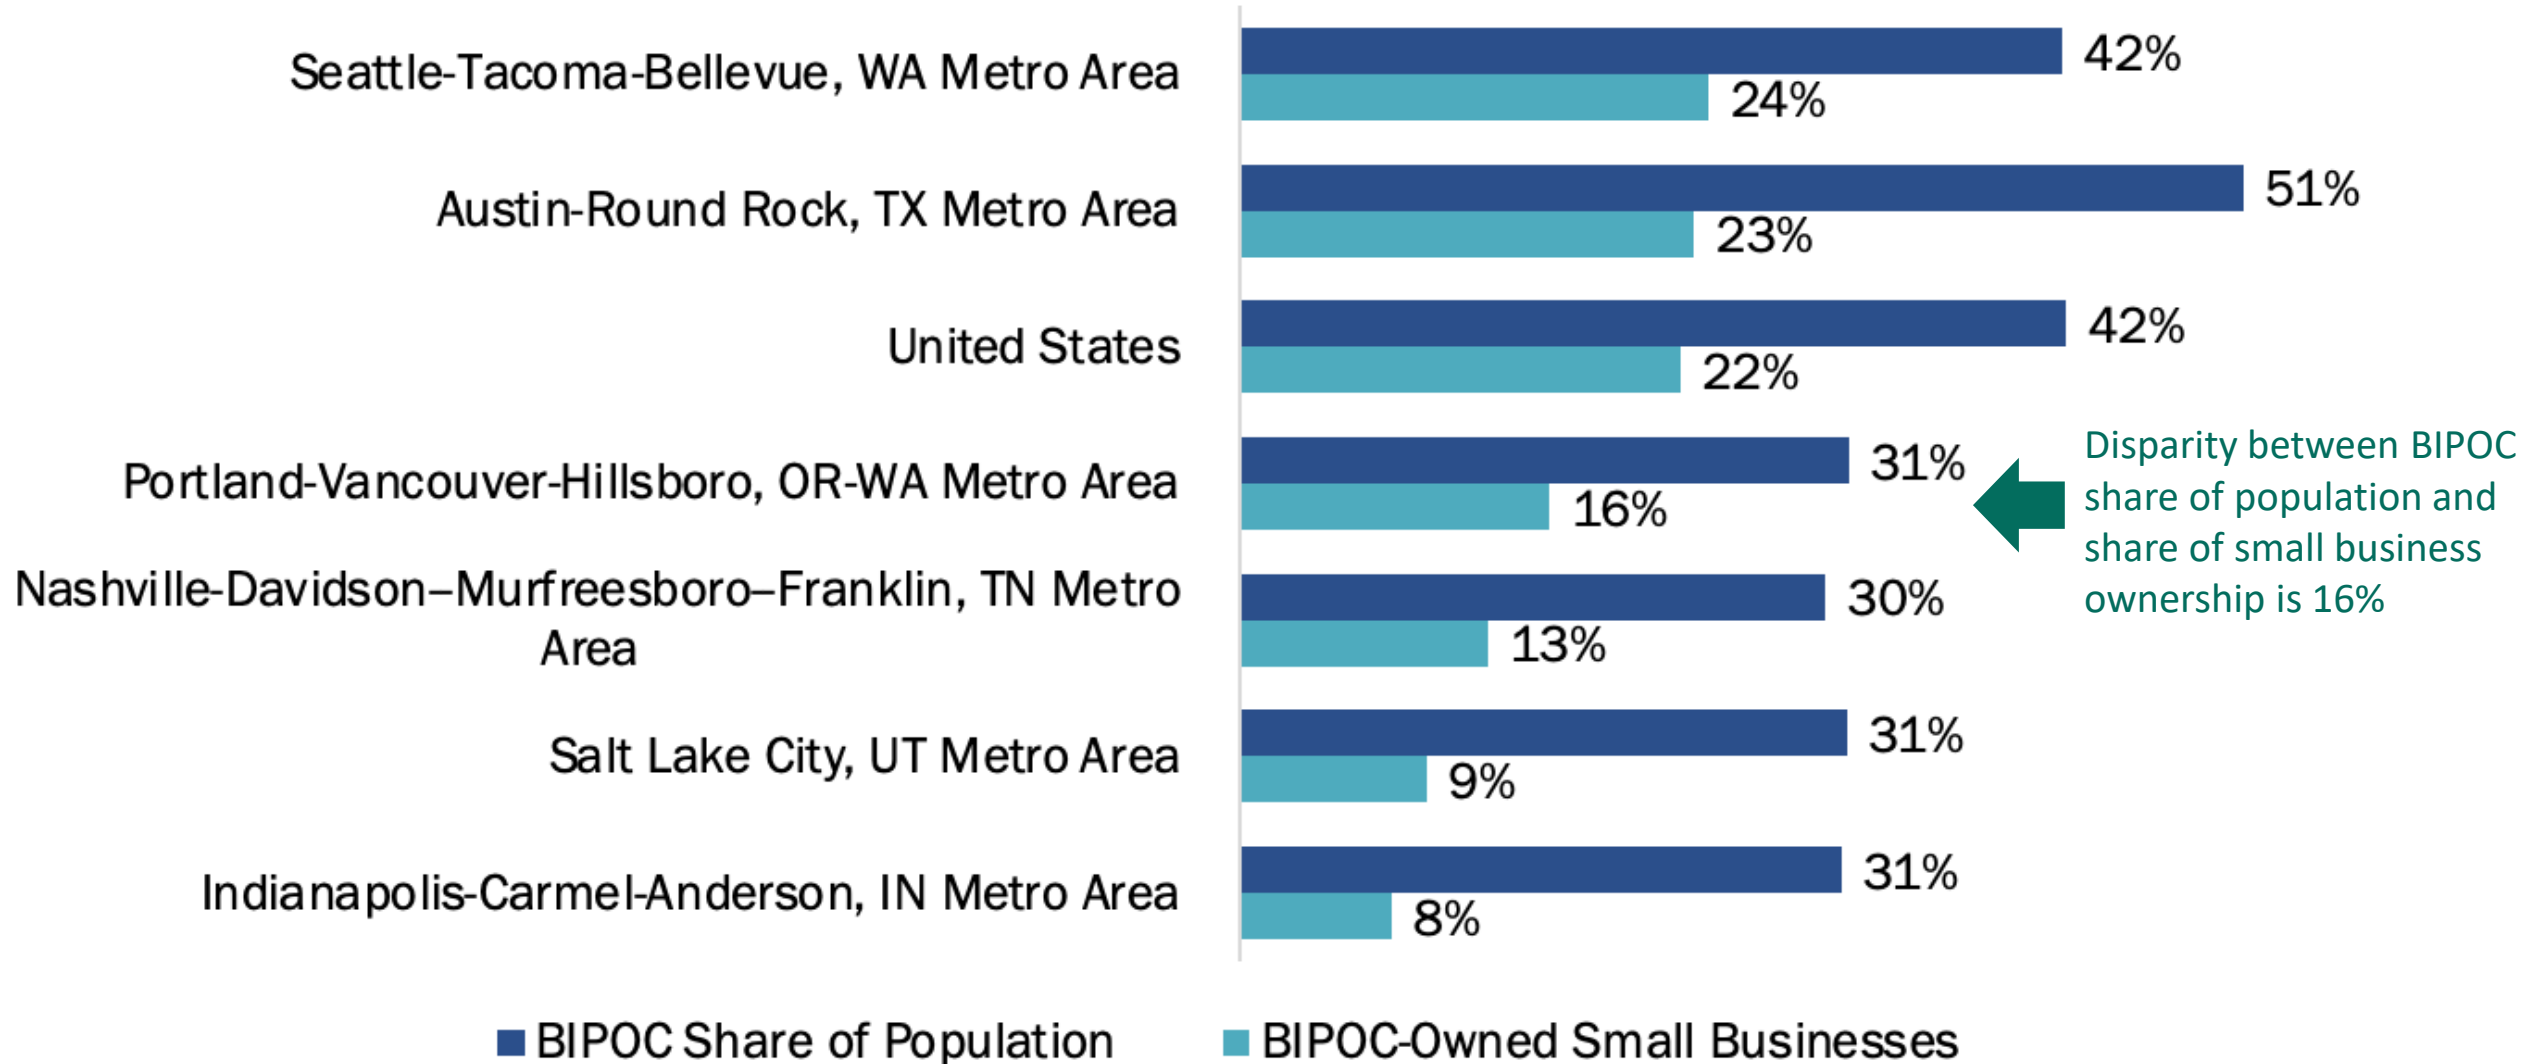 Seattle-Tacoma-Bellevue, WA Metro Area
42%
24%
Austin-Round Rock, TX Metro Area
51%
23%
United States
42%
22%
Portland-Vancouver-Hillsboro, OR-WA Metro Area
31%
16%
Disparity between BIPOC
share of population and
share of small business
ownership is 16%
Nashville-Davidson–Murfreesboro–Franklin, TN Metro
Area
30%
13%
Salt Lake City, UT Metro Area
31%
9%
Indianapolis-Carmel-Anderson, IN Metro Area
31%
8%
BIPOC Share of Population
BIPOC-Owned Small Businesses